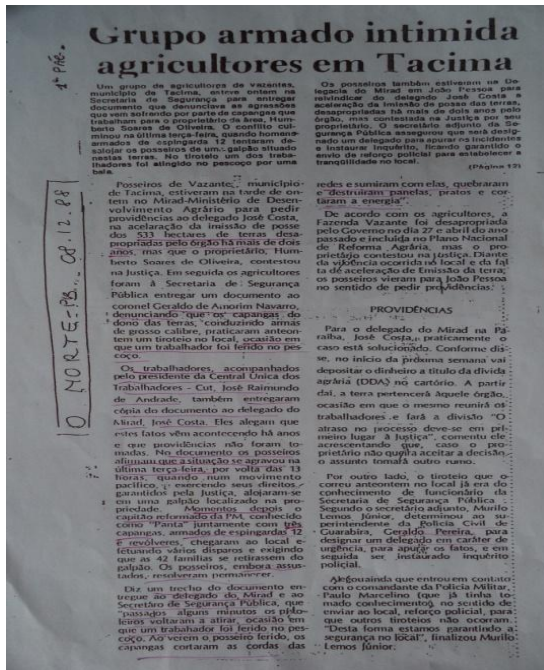 1ª PÁG.
O NORTE-PB... 08.12.88
Grupo armado intimida
agricultores em Tacima
Um grupo de agricultores de Vazantes,
município de Tacima, esteve ontem na
Secretaria de Segurança para entregar
documento que denunciava as agressões
que vem sofrendo por parte de capangas que
trabalham para o proprietário da área, Hum-
berto Soares de Oliveira. O conflito cul-
minou na última terça-feira, quando homens
armados de espingarda 12 tentaram de-
salojar os posseiros de um galpão situado
nestas terras. No tiroteio um dos traba-
lhadores foi atingido no pescoço por uma
bala.
Os posseiros também estiveram na De-
legacia do Mirad em João Pessoa para
reivindicar do delegado José Costa a
aceleração da imissão de posse das terras,
desapropriadas há mais de dois anos pelo
órgão, mas contestada na Justiça por seu
proprietário. O secretário adjunto da Se-
gurança Pública assegurou que será desig-
nado um delegado para apurar os incidentes
e instaurar inquérito, ficando garantido o
envio de reforço policial para estabelecer a
tranqüilidade no local.
(Página 12)
Posseiros de Vazante, município
de Tacima, estiveram na tarde de on-
tem no Mirad-Ministério de Desen-
volvimento Agrário para pedir
providências ao delegado José Costa,
na aceleração da imissão de posse
dos 533 hectares de terras desa-
propriadas pelo órgão há mais de dois
anos, mas que o proprietário, Hum-
berto Soares de Oliveira, contestou
na Justiça. Em seguida os agricultores
foram à Secretaria de Segurança
Pública entregar um documento ao
coronel Geraldo de Amorim Navarro,
denunciando que os capangas do
dono das terras, conduzindo armas
de grosso calibre, praticaram anteon-
tem um tiroteio no local, ocasião em
que um trabalhador foi ferido no pes-
coço.
Os trabalhadores, acompanhados
pelo presidente da Central Única dos
Trabalhadores - Cut, José Raimundo
de Andrade, também entregaram
cópia do documento ao delegado do
Mirad, José Costa. Eles alegam que
estes fatos vêm acontecendo há anos
e que providências não foram to-
madas. No documento os posseiros
afirmam que a situação se agravou na
última terça-feira, por volta das 13
horas, quando num movimento
pacífico, exercendo seus direitos
garantidos pela Justiça, alojaram-se
em uma galpão localizada na pro-
priedade. Momentos depois o
capitão reformado da PM, conhecido
como "Panta" juntamente com três
capangas, armados de espingardas 12
e revólveres, chegaram ao local e-
fetuando vários disparos e exigindo
que as 42 famílias se retirassem do
galpão. Os posseiros, embora assus-
tados, resolveram permanecer.
Diz um trecho do documento en-
tregue ao delegado do Mirad e ao
Secretáro de Segurança Pública, que
"passados alguns minutos os pisto-
leiros voltaram a atirar, ocasião em
que um trabahador foi ferido no pes-
coço. Ao verem o posseiro ferido, os
capangas cortaram as cordas das
redes e sumiram com elas, quebraram
e destruiram panelas, pratos e cor-
taram a energia".
De acordo com os agricultores, a
Fazenda Vazante foi desapropriada
pelo Governo no dia 27 e abril do ano
passado e incluída no Plano Nacional
de Reforma Agrária, mas o pro-
prietário contestou na Justiça. Diante
da violência ocorrida no local e da fal-
ta de aceleração de Emissão da terra,
os posseiros vieram para João Pessoa
no sentido de pedir providências.
PROVIDÊNCIAS
Para o delegado do Mirad na Pa-
raíba, José Costa, praticamente o
caso está solucionado. Conforme dis-
se, no início da próxima semana vai
depositar o dinheiro a título da dívida
agrária (DDA) no cartório. A partir
daí, a terra pertencerá àquele órgão,
ocasião em que o mesmo reunirá os
trabalhadores e fará a divisão "O
atraso no processo deve-se em pri-
meiro lugar à Justiça", comentou ele
acrescentando que, caso o pro-
prietário não queira aceitar a decisão,
o assunto tomará outro rumo.
Por outro lado, o tiroteio que o-
correu anteontem no local já era do
conhecimento de funcionário da
Secretaria de Segurança Pública
Segundo o secretário adjunto, Murilo
Lemos Júnior, determinou ao su-
perintendente da Polícia Civil de
Guarabira, Geraldo Pereira, para
designar um delegado em caráter de
urgência, para apurar os fatos, e em
seguida ser instaurado inquérito
policial.
Alegou ainda que entrou em contato
com o comandante da Polícia Militar,
Paulo Marcelino (que já tinha to-
mado conhecimento), no sentido de
enviar ao local, reforço policial, para
que outros tiroteios não ocoram.
"Desta forma estamos garantindo a
segurança no local", finalizou Murilo
Lemos Júnior.